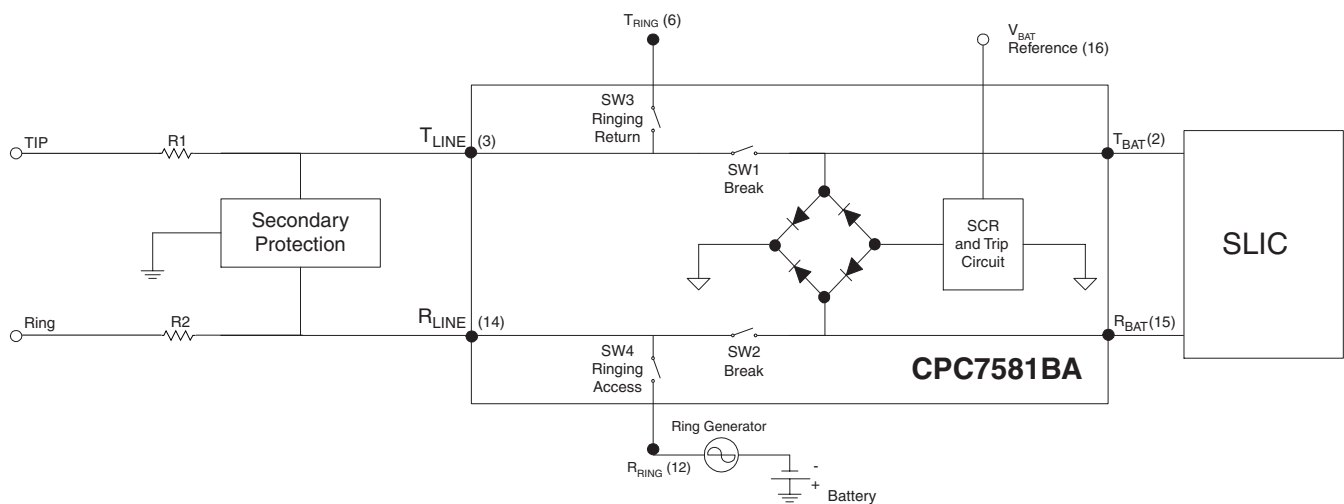 TRING (6)
VBAT
Reference (16)
SW3
Ringing
Return
TIP
R1
TLINE (3)
TBAT (2)
SW1
Break
Secondary
Protection
SCR
and Trip
Circuit
SLIC
Ring
R2
RLINE (14)
RBAT (15)
SW4
Ringing
Access
SW2
Break
CPC7581BA
Ring Generator
RRING (12)
-
+
Battery